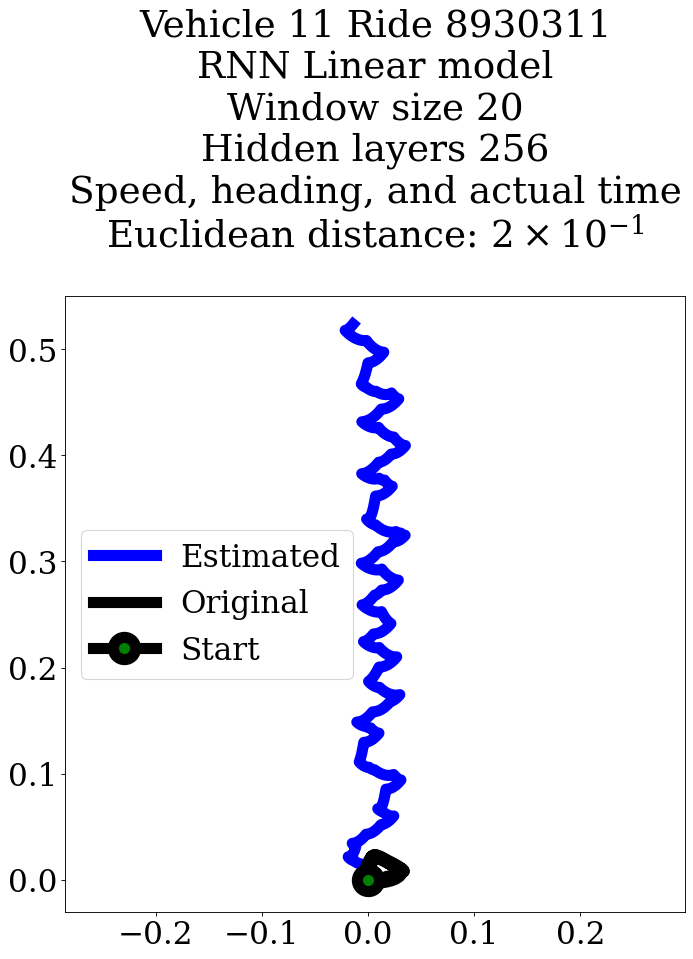 Vehicle 11 Ride 8930311
RNN Linear model
Window size 20
Hidden layers 256
Speed, heading, and actual time
Euclidean distance: 2 × 10⁻¹
0.5
0.4
0.3
0.2
0.1
0.0
Estimated
Original
Start
−0.2 −0.1 0.0 0.1 0.2